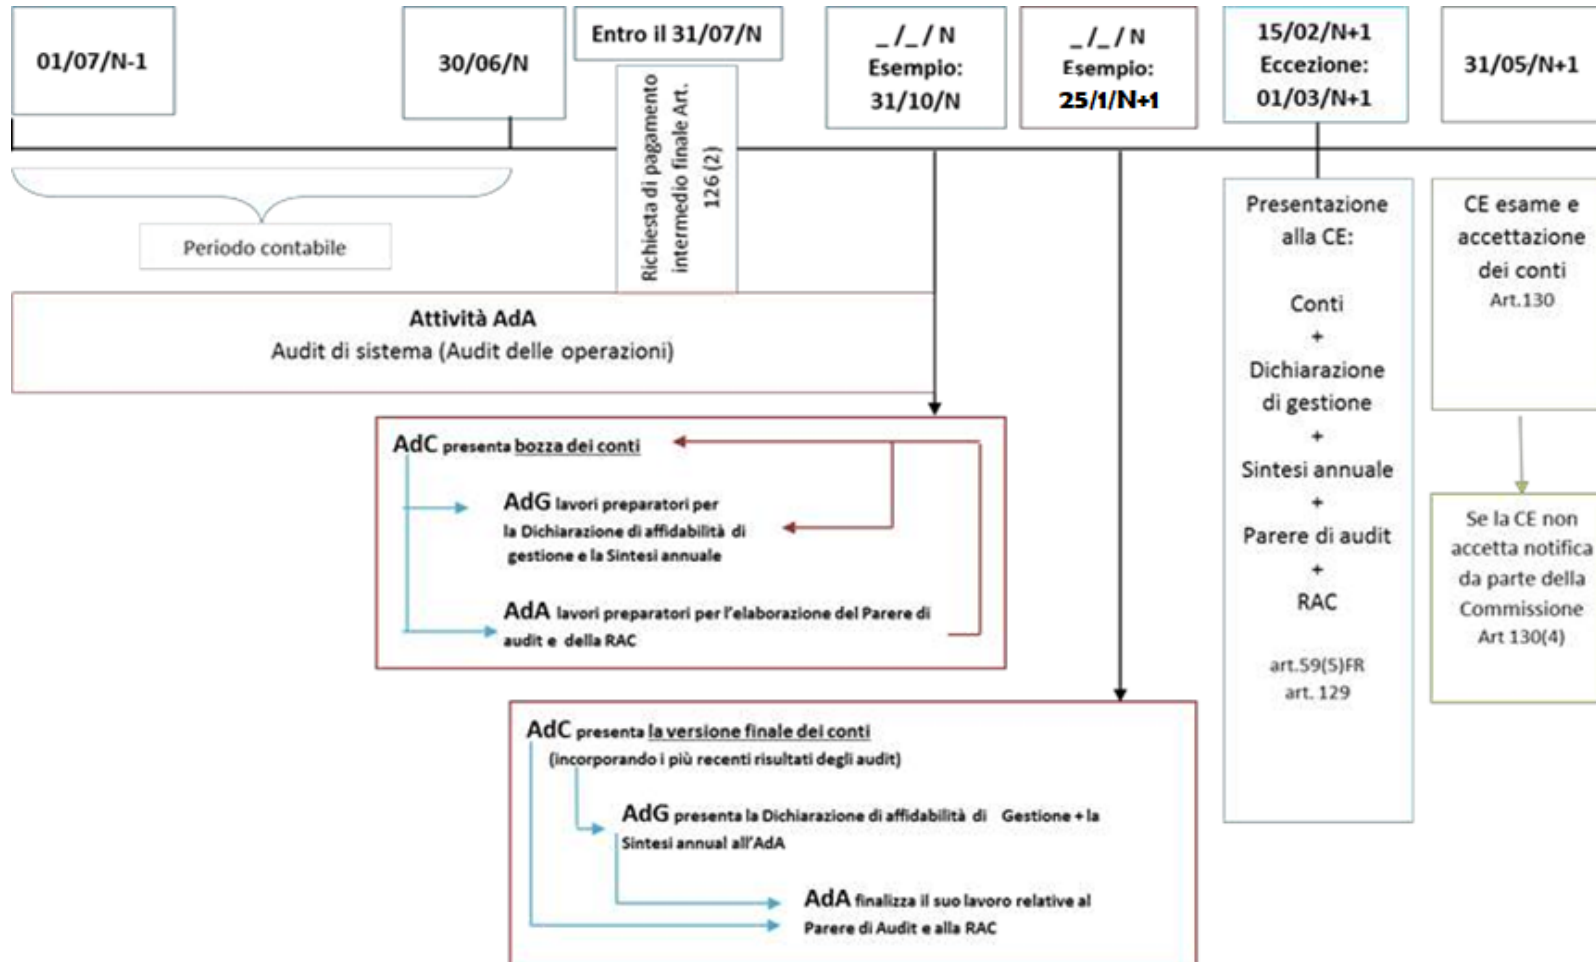 01/07/N-1
30/06/N
Entro il 31/07/N
_ /_ / N
Esempio:
31/10/N
_ /_ / N
Esempio:
25/1/N+1
15/02/N+1
Eccezione:
01/03/N+1
31/05/N+1
Periodo contabile
Richiesta di pagamento
intermedio finale Art.
126 (2)
Attività AdA
Audit di sistema (Audit delle operazioni)
AdC presenta bozza dei conti
AdG lavori preparatori per
la Dichiarazione di affidabilità di
gestione e la Sintesi annuale
AdA lavori preparatori per l'elaborazione del Parere di
audit e della RAC
AdC presenta la versione finale dei conti
(incorporando i più recenti risultati degli audit)
AdG presenta la Dichiarazione di affidabilità di Gestione + la
Sintesi annual all'AdA
AdA finalizza il suo lavoro relative al
Parere di Audit e alla RAC
Presentazione
alla CE:
Conti
+
Dichiarazione
di gestione
+
Sintesi annuale
+
Parere di audit
+
RAC
art.59(5)FR
art. 129
CE esame e
accettazione
dei conti
Art.130
Se la CE non
accetta notifica
da parte della
Commissione
Art 130(4)